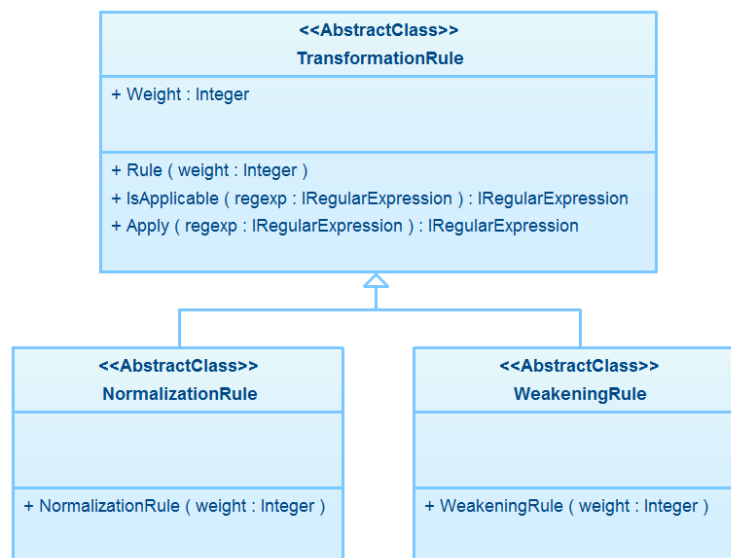 <<AbstractClass>>
TransformationRule
+ Weight : Integer
+ Rule ( weight : Integer )
+ IsApplicable ( regexp : IRegularExpression ) : IRegularExpression
+ Apply ( regexp : IRegularExpression ) : IRegularExpression
<<AbstractClass>>
NormalizationRule
+ NormalizationRule ( weight : Integer )
<<AbstractClass>>
WeakeningRule
+ WeakeningRule ( weight : Integer )